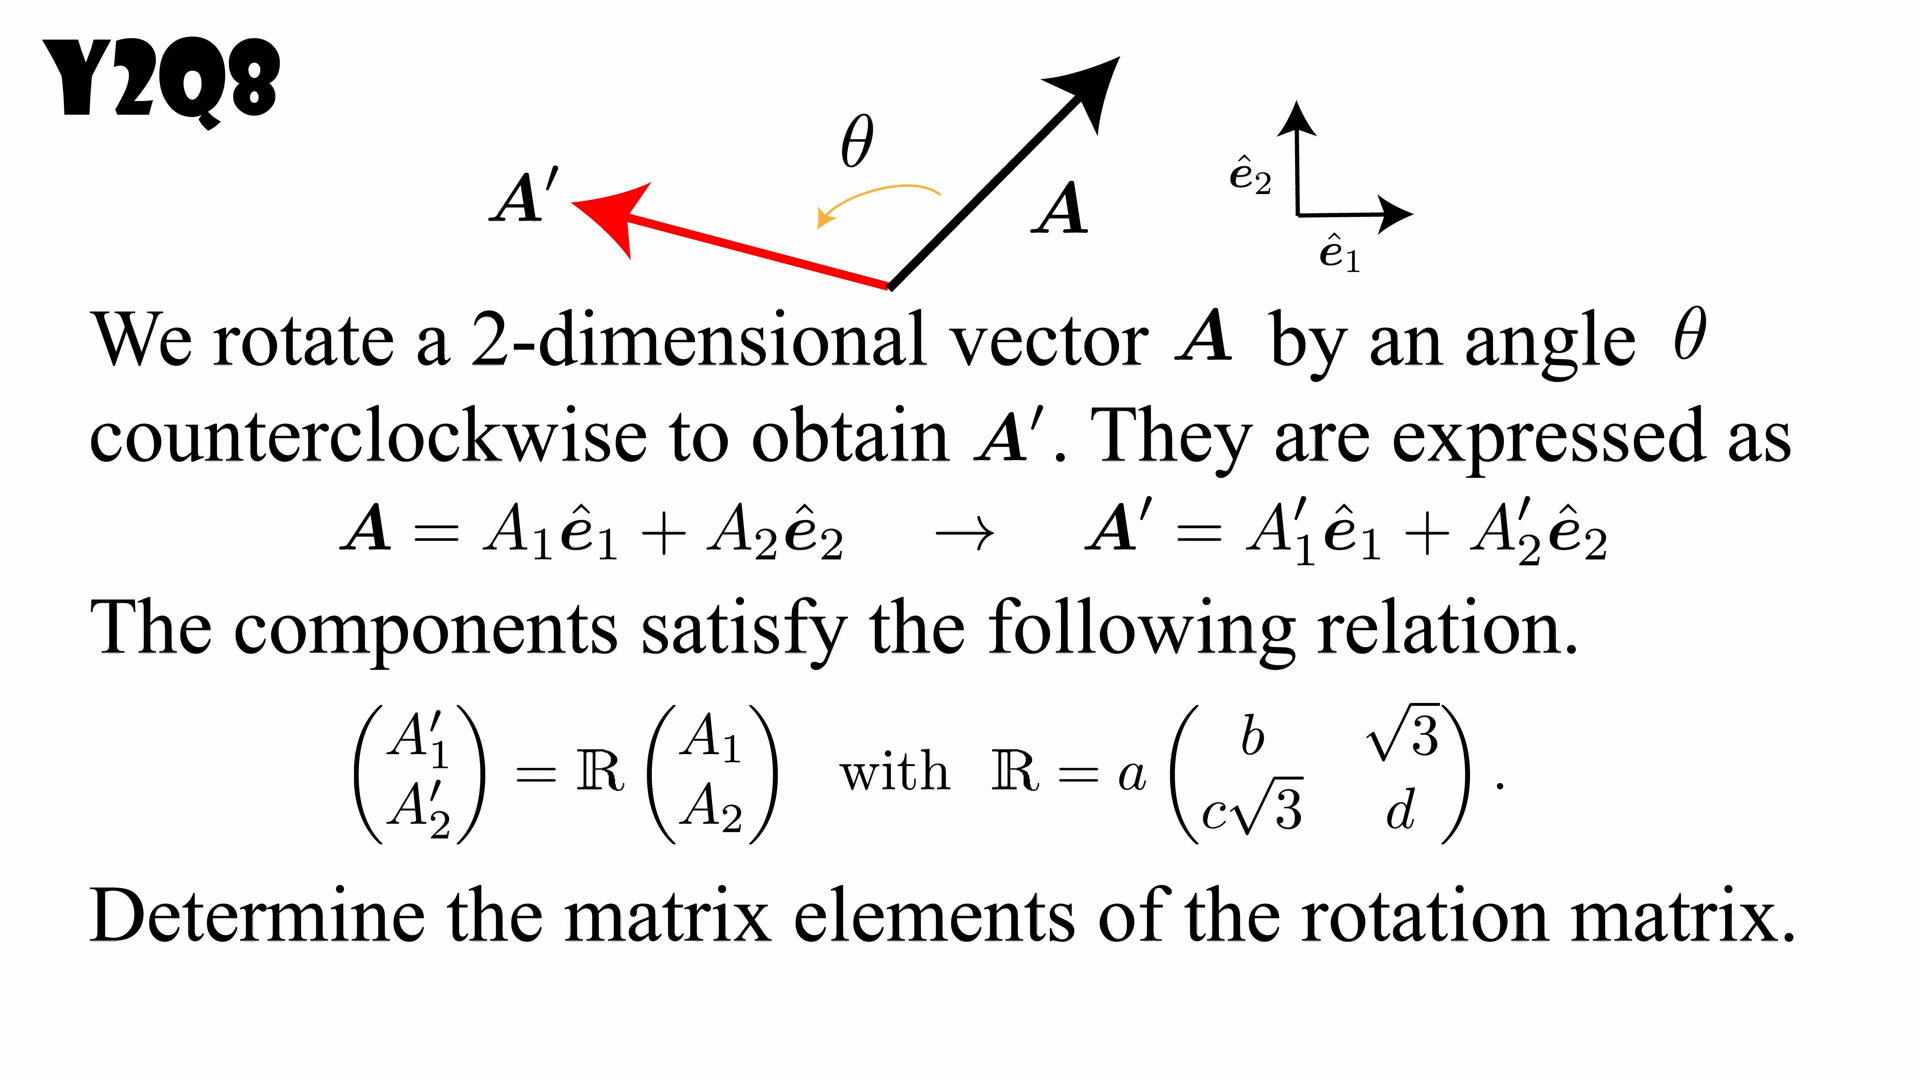 Y2Q8
θ
A′
A
ê₂
ê₁
We rotate a 2-dimensional vector A by an angle θ
counterclockwise to obtain A′. They are expressed as
A = A₁ê₁ + A₂ê₂ → A′ = A′₁ê₁ + A′₂ê₂
The components satisfy the following relation.
(A′₁ A′₂) = ℝ (A₁ A₂) with ℝ = a (b √3 c√3 d).
Determine the matrix elements of the rotation matrix.